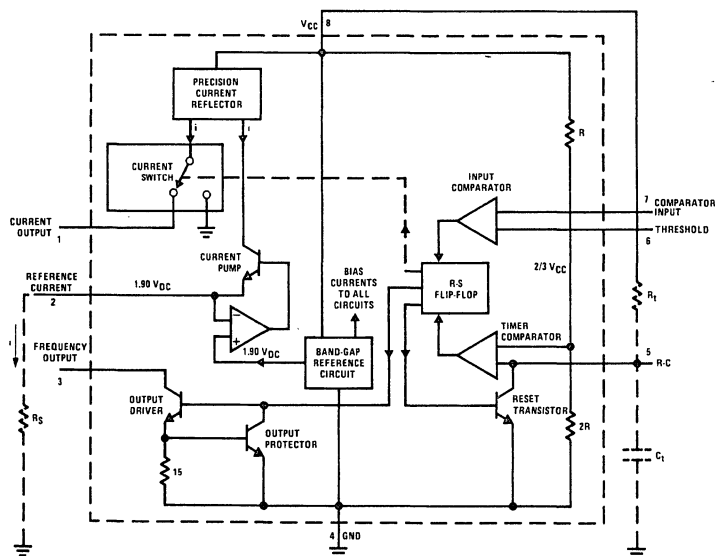 VCC 8
PRECISION
CURRENT
REFLECTOR
i
i
CURRENT
SWITCH
R
INPUT
COMPARATOR
7 COMPARATOR
INPUT
THRESHOLD
6
CURRENT OUTPUT
1
CURRENT
PUMP
2/3 VCC
R-S
FLIP-FLOP
BIAS
CURRENTS
TO ALL
CIRCUITS
REFERENCE
CURRENT
2
1.90 VDC
Rt
TIMER
COMPARATOR
−
+
1.90 VDC
BAND-GAP
REFERENCE
CIRCUIT
5
R-C
i
FREQUENCY
OUTPUT
3
OUTPUT
DRIVER
RESET
TRANSISTOR
RS
OUTPUT
PROTECTOR
2R
Ct
15
4 GND